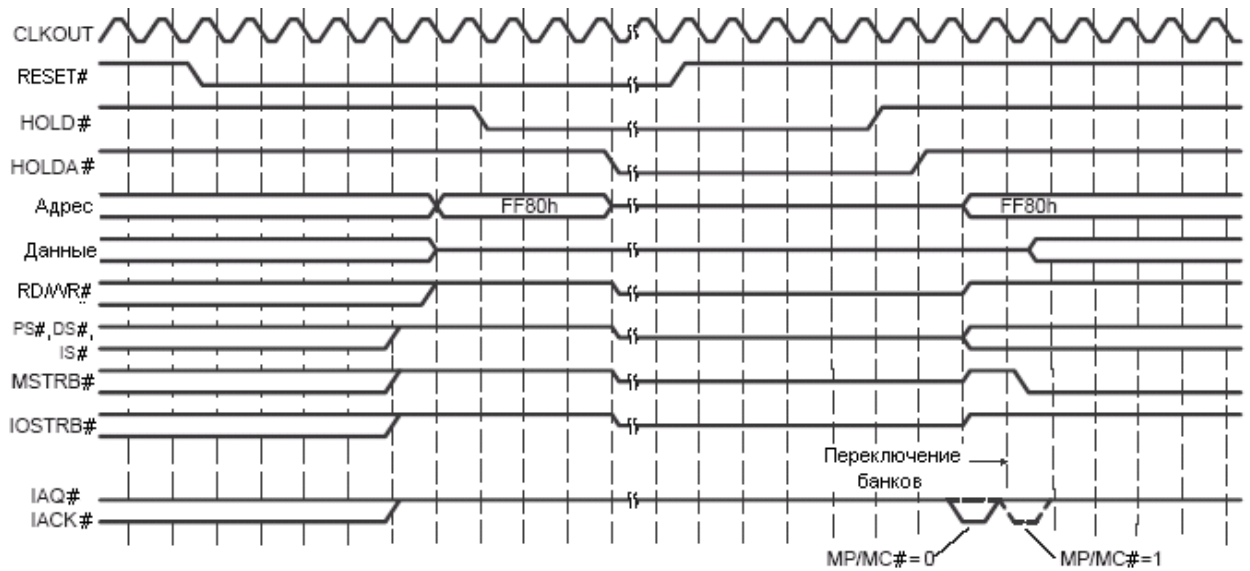 CLKOUT
RESET#
HOLD#
HOLDA#
Адрес FF80h FF80h
Данные
RD/WR#
PS#,DS#,
IS#
MSTRB#
IOSTRB#
Переключение
банков
IAQ#
IACK#
MP/MC#=0 MP/MC#=1